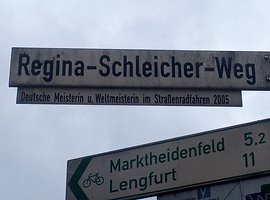 Regina-Schleicher-Weg
Deutsche Meisterin u. Weltmeisterin im Straßenradfahren 2005
Marktheidenfeld 5,2
Lengfurt 11